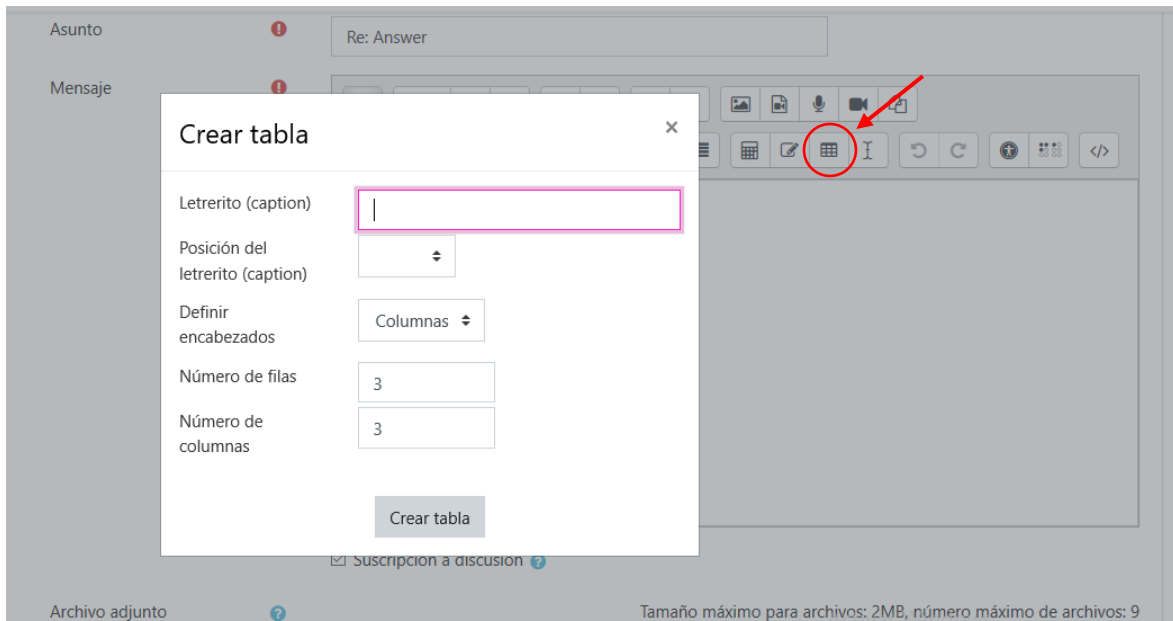 Asunto
Re: Answer
Mensaje
Crear tabla
×
Letrerito (caption)
Posición del
letrerito (caption)
Definir
encabezados
Columnas
Número de filas
3
Número de
columnas
3
Crear tabla
Suscripción a discusión
Archivo adjunto
Tamaño máximo para archivos: 2MB, número máximo de archivos: 9